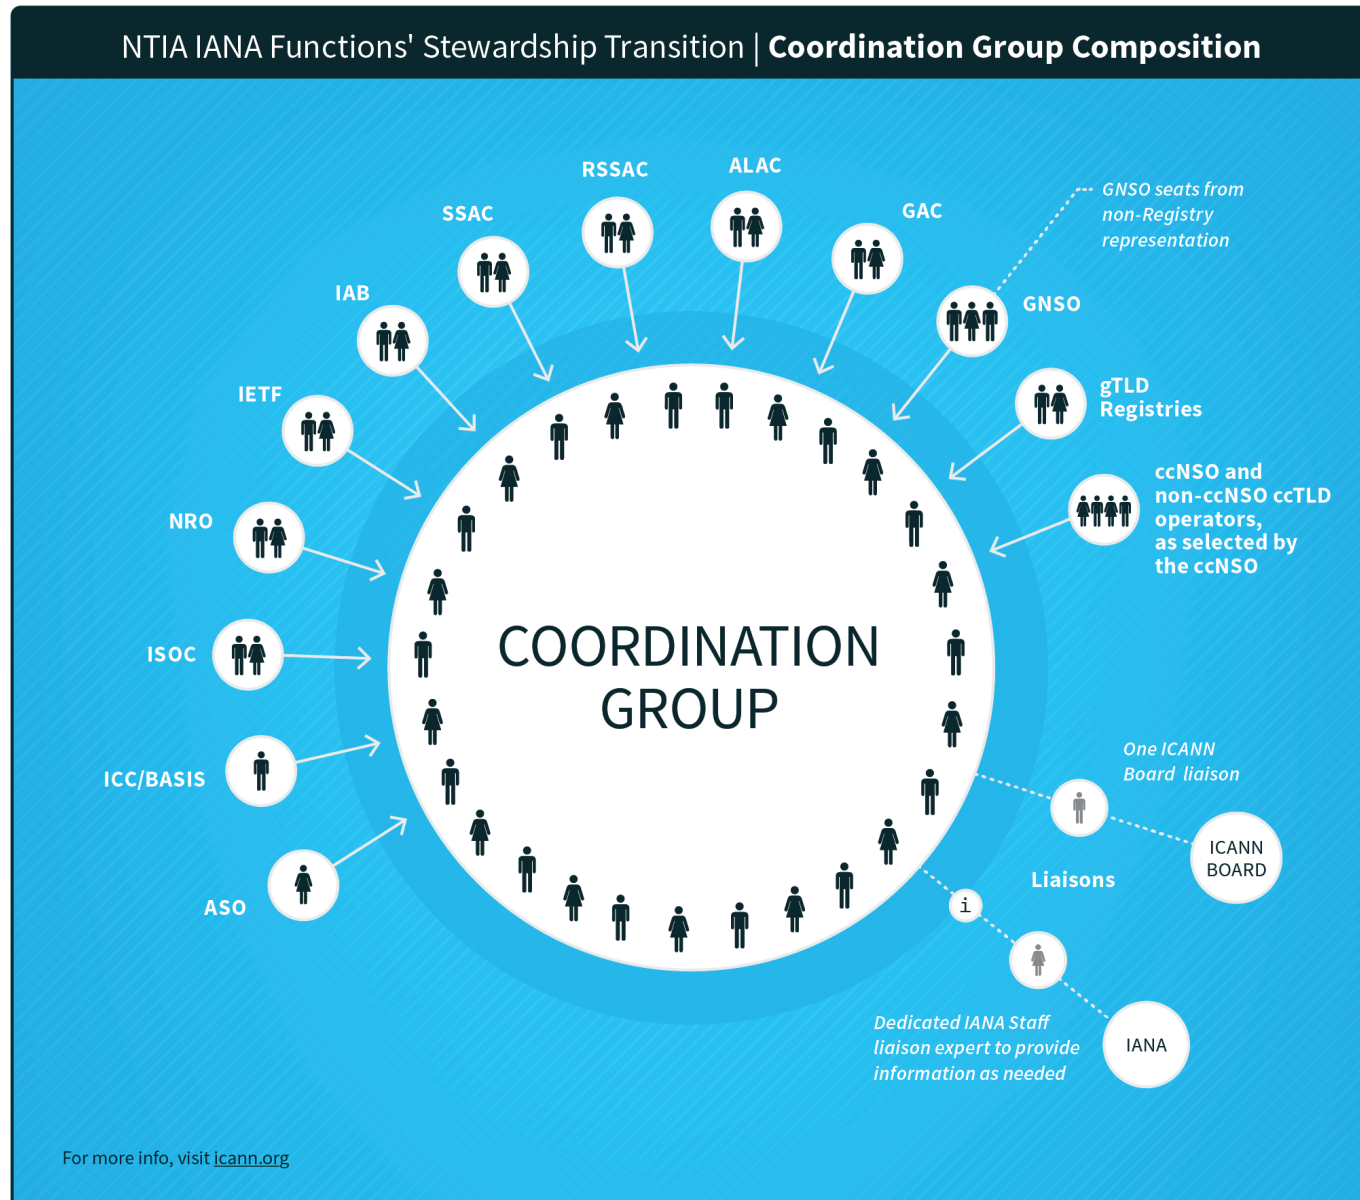 NTIA IANA Functions' Stewardship Transition | Coordination Group Composition
RSSAC
ALAC
SSAC
GAC
GNSO seats from
non-Registry
representation
IAB
GNSO
IETF
gTLD
Registries
ccNSO and
non-ccNSO ccTLD
operators,
as selected by
the ccNSO
NRO
ISOC
COORDINATION
GROUP
ICC/BASIS
One ICANN
Board liaison
ICANN
BOARD
Liaisons
ASO
i
Dedicated IANA Staff
liaison expert to provide
information as needed
IANA
For more info, visit icann.org